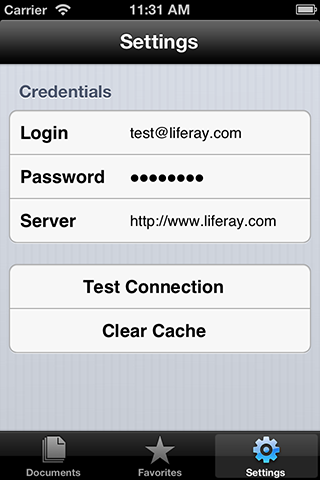 Carrier 11:31 AM
Settings
Credentials
Login test@liferay.com
Password ●●●●●●●●
Server http://www.liferay.com
Test Connection
Clear Cache
Documents Favorites Settings